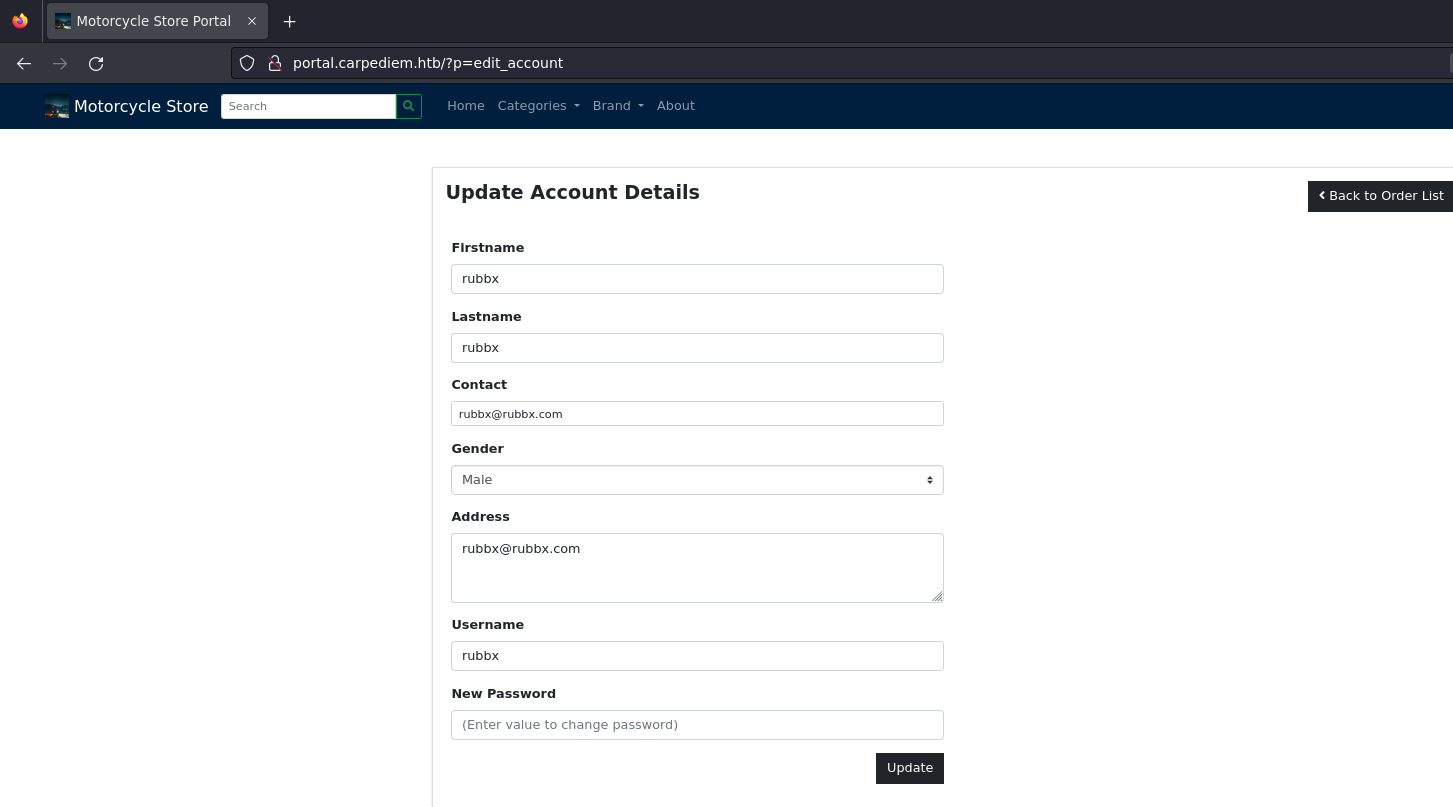 Motorcycle Store Portal
portal.carpediem.htb/?p=edit_account
Motorcycle Store Search Home Categories Brand About
Update Account Details
Back to Order List
Firstname
rubbx
Lastname
rubbx
Contact
rubbx@rubbx.com
Gender
Male
Address
rubbx@rubbx.com
Username
rubbx
New Password
(Enter value to change password)
Update